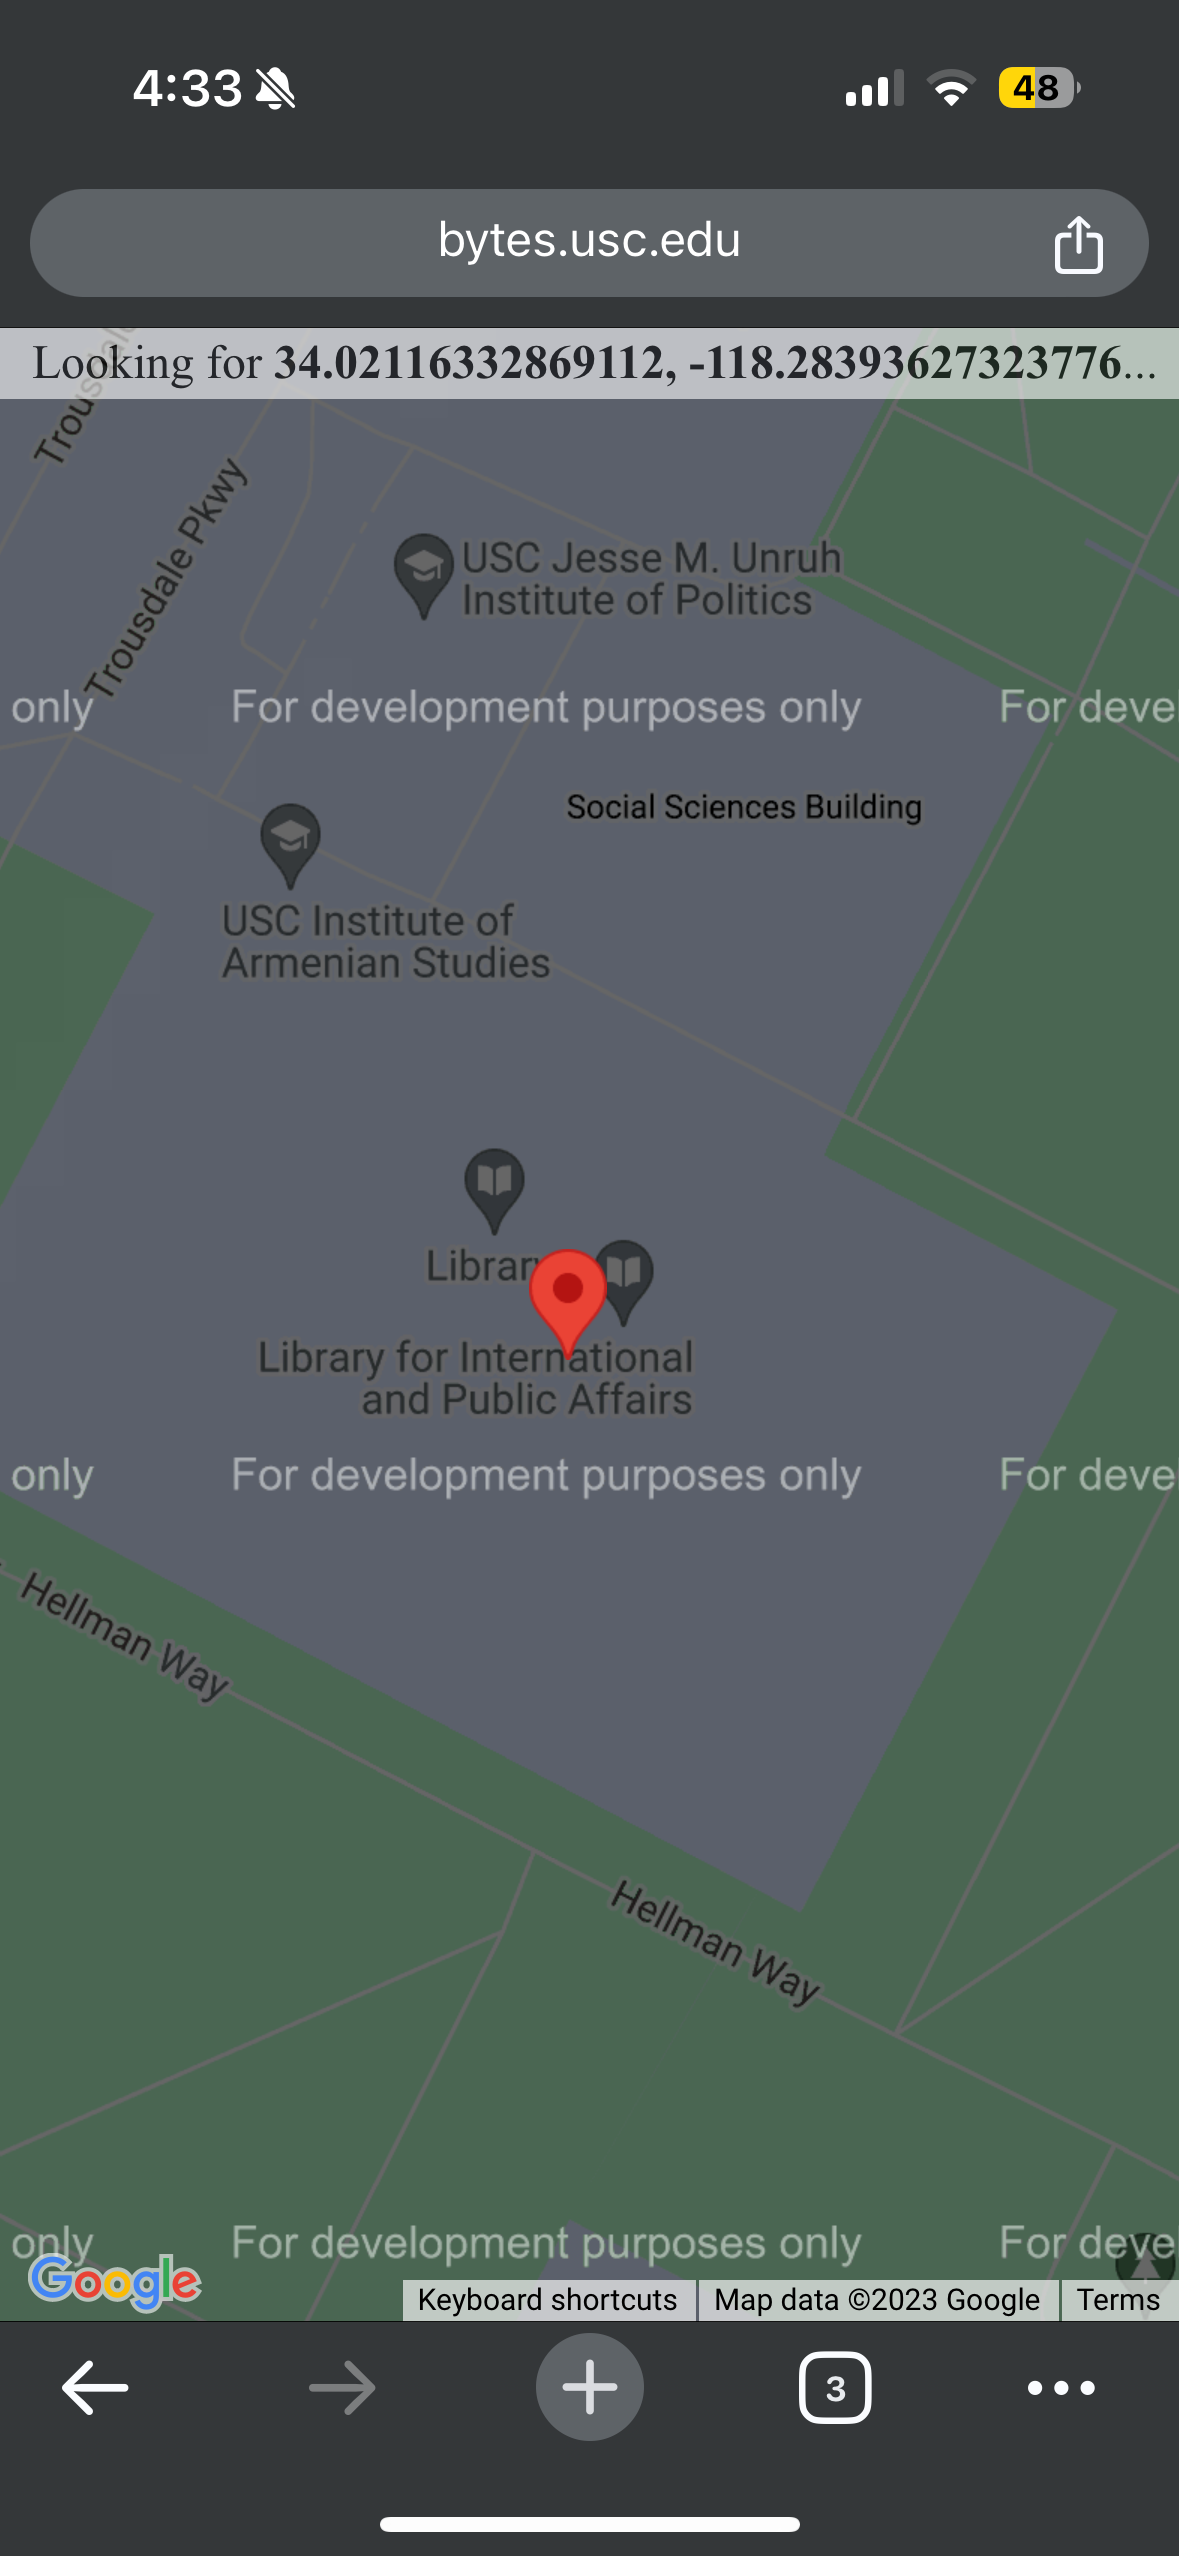 4:33
48
bytes.usc.edu
Looking for 34.02116332869112, -118.28393627323776...
Trousdale
Trousdale Pkwy
USC Jesse M. Unruh
Institute of Politics
only For development purposes only For deve
Social Sciences Building
USC Institute of
Armenian Studies
Library
Library for International
and Public Affairs
only For development purposes only For deve
Hellman Way
Hellman Way
only For development purposes only For deve
Google
Keyboard shortcuts Map data ©2023 Google Terms
3